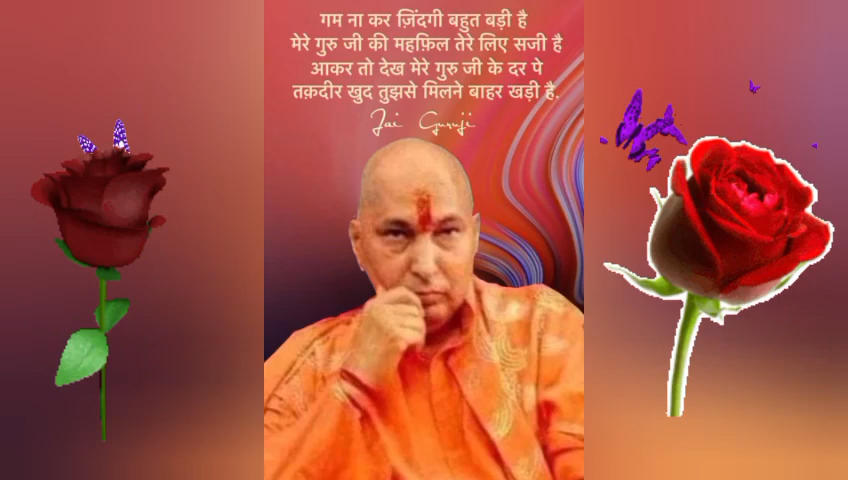 गम ना कर ज़िंदगी बहुत बड़ी है
मेरे गुरु जी की महफ़िल तेरे लिए सजी है
आकर तो देख मेरे गुरु जी के दर पे
तक़दीर खुद तुझसे मिलने बाहर खड़ी है.
Jai Guruji